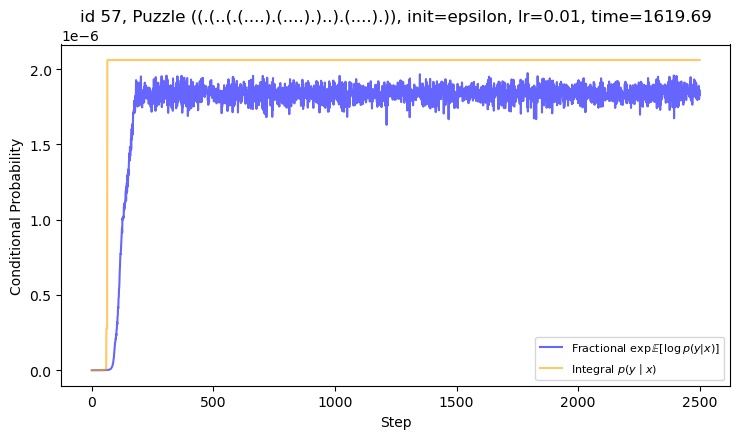 id 57, Puzzle ((.(..(.(....).(....).)..).(....).)), init=epsilon, lr=0.01, time=1619.69
1e−6
2.0
1.5
1.0
0.5
0.0
Conditional Probability
0 500 1000 1500 2000 2500
Step
Fractional exp 𝔼[log p(y|x)]
Integral p(y | x)